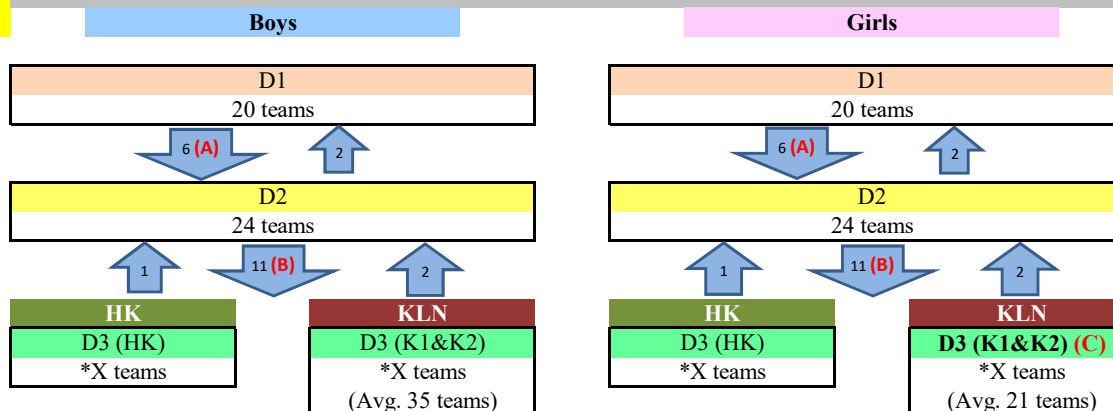 Boys
D1
20 teams
6 (A)
2
D2
24 teams
1
11 (B)
2
HK
D3 (HK)
*X teams
KLN
D3 (K1&K2)
*X teams
(Avg. 35 teams)
Girls
D1
20 teams
6 (A)
2
D2
24 teams
1
11 (B)
2
HK
D3 (HK)
*X teams
KLN
D3 (K1&K2) (C)
*X teams
(Avg. 21 teams)